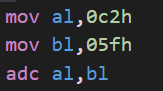 mov al,0c2h
mov bl,05fh
adc al,bl